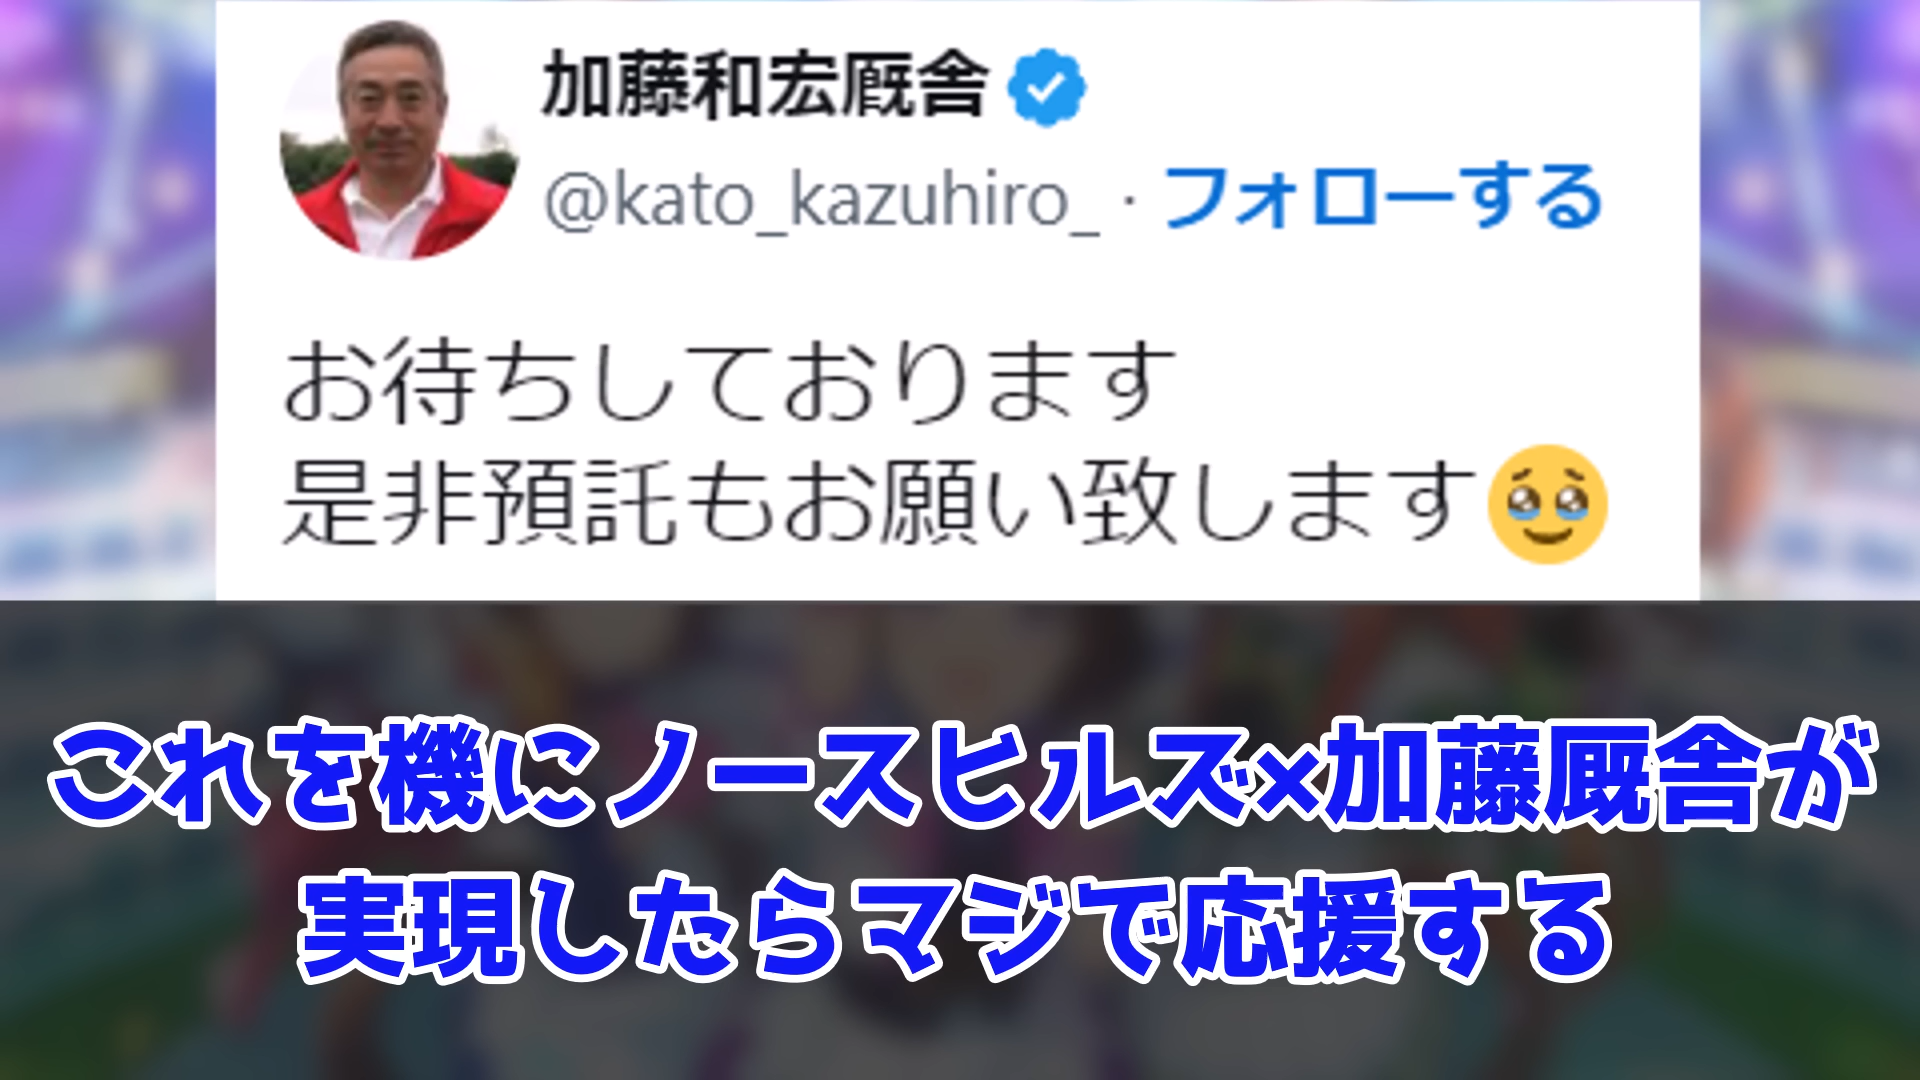 加藤和宏厩舎
@kato_kazuhiro_ · フォローする
お待ちしております
是非預託もお願い致します🥹
これを機にノースヒルズ×加藤厩舎が
実現したらマジで応援する